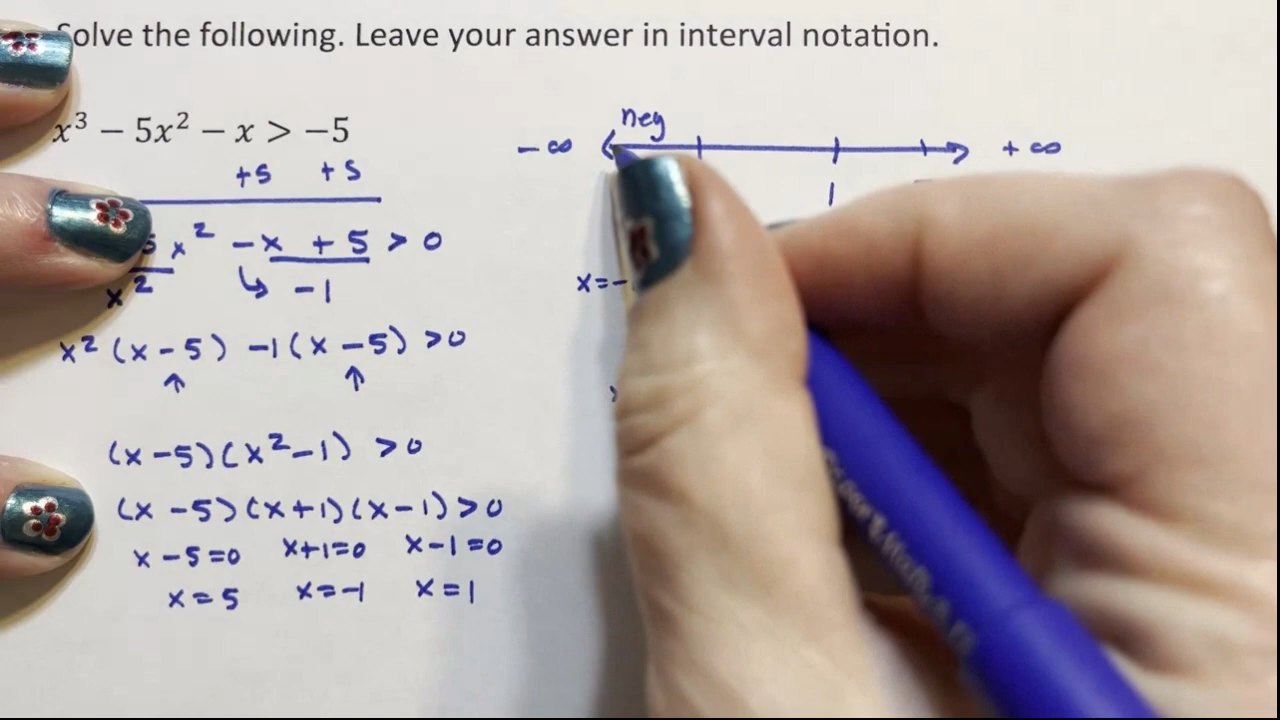 Solve the following. Leave your answer in interval notation.
x³ − 5x² − x > −5
+5 +5
x² −x + 5 > 0
x² ↳ −1
x² (x − 5) −1 (x − 5) > 0
↑ ↑
(x − 5)(x² − 1) > 0
(x − 5)(x + 1)(x − 1) > 0
x − 5 = 0 x + 1 = 0 x − 1 = 0
x = 5 x = −1 x = 1
neg
−∞ +∞
1
x = −